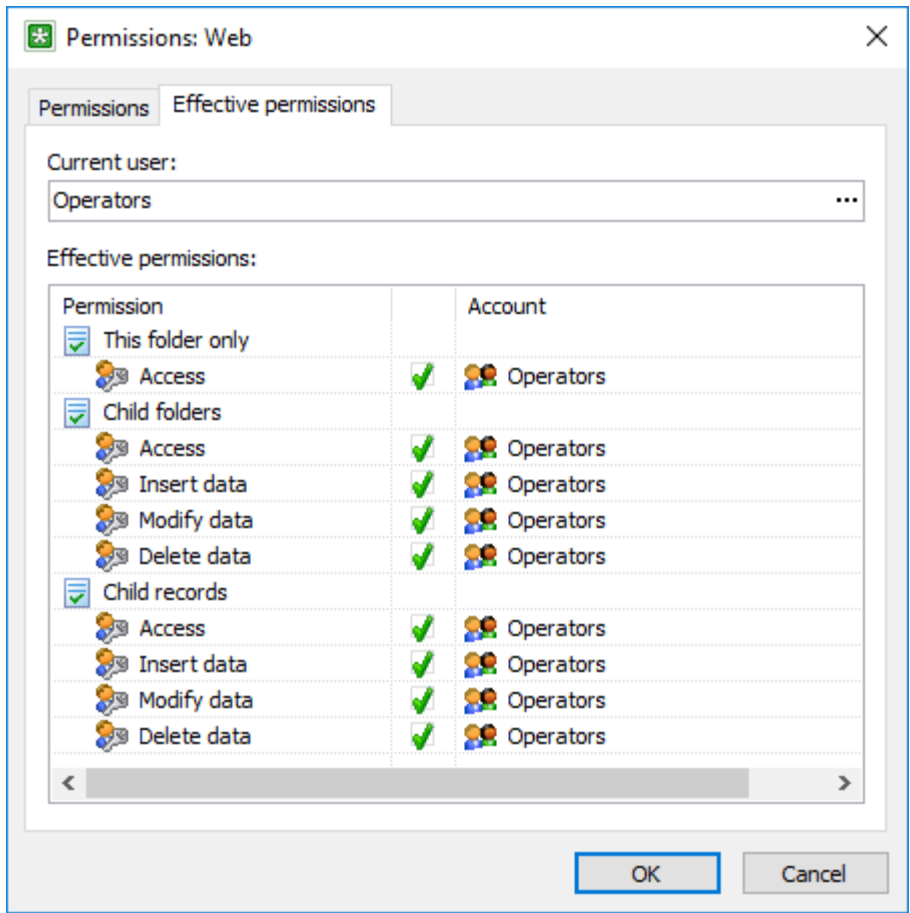 Permissions: Web
Permissions Effective permissions
Current user:
Operators ...
Effective permissions:
Permission Account
This folder only
Access Operators
Child folders
Access Operators
Insert data Operators
Modify data Operators
Delete data Operators
Child records
Access Operators
Insert data Operators
Modify data Operators
Delete data Operators
OK Cancel